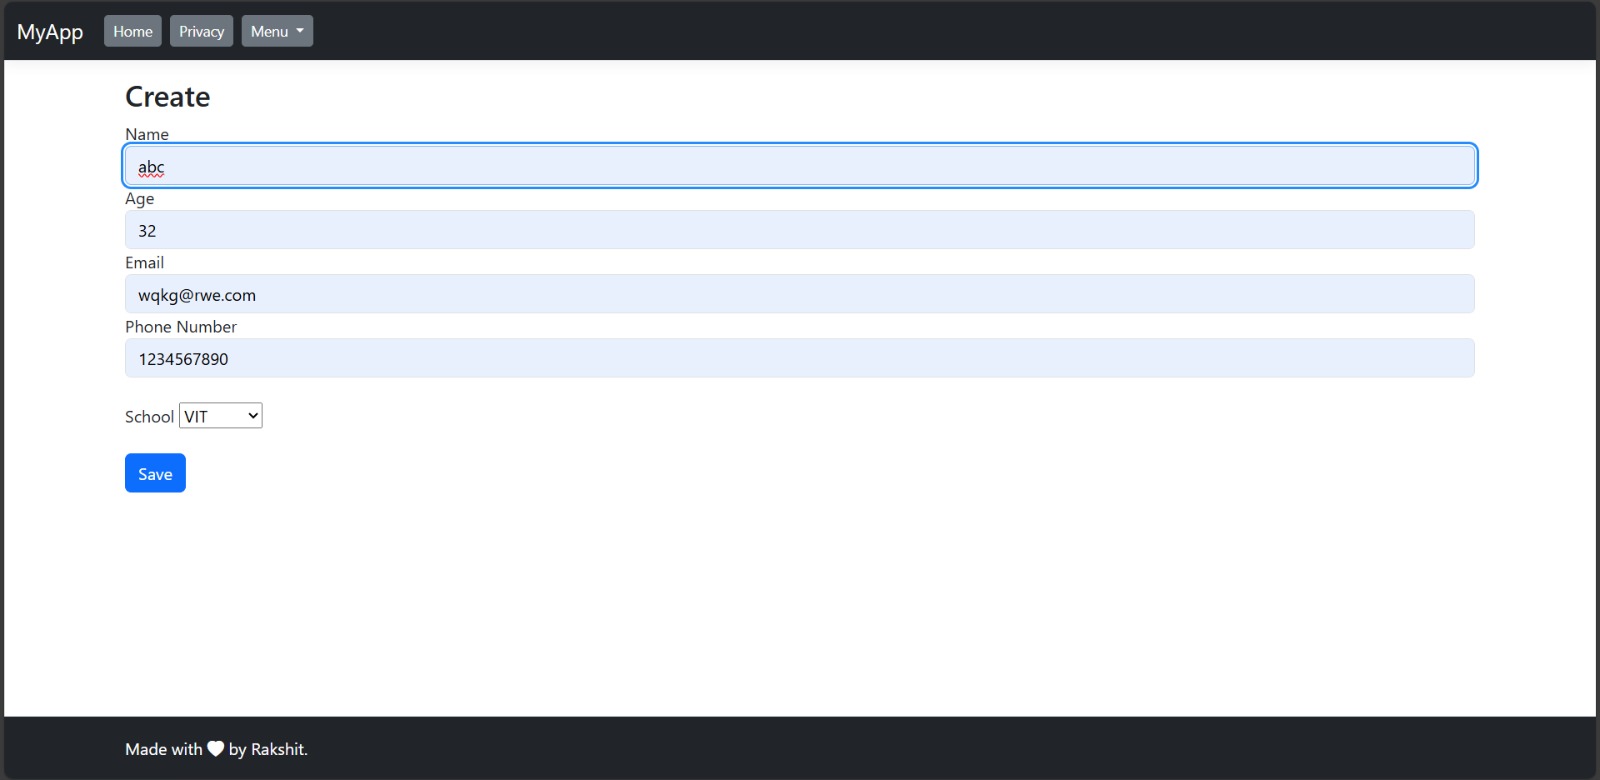 MyApp Home Privacy Menu
Create
Name
abc
Age
32
Email
wqkg@rwe.com
Phone Number
1234567890
School VIT
Save
Made with by Rakshit.